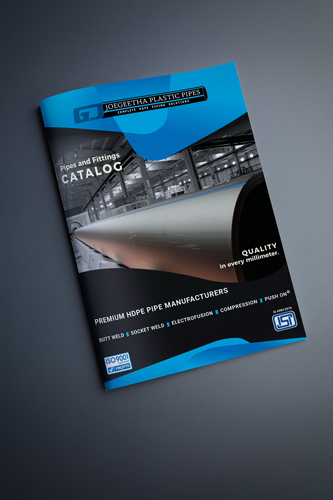 JOEGEETHA PLASTIC PIPES
COMPLETE HDPE PIPING SOLUTIONS
Pipes and Fittings
CATALOG
QUALITY
in every millimeter.
PREMIUM HDPE PIPE MANUFACTURERS
BUTT WELD SOCKET WELD ELECTROFUSION COMPRESSION PUSH ON®
ISO 9001